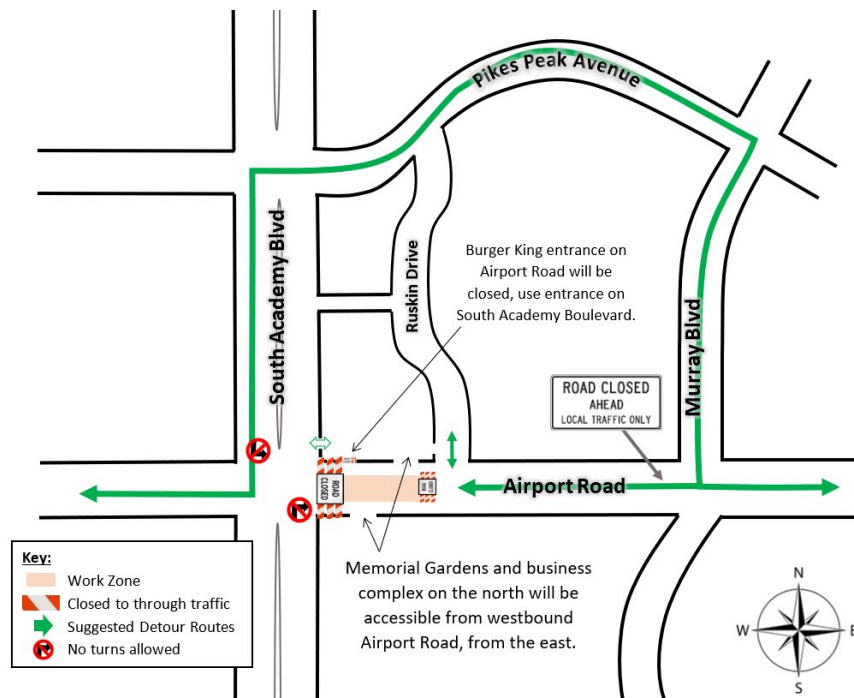 Pikes Peak Avenue
South Academy Blvd
Ruskin Drive
Burger King entrance on
Airport Road will be
closed, use entrance on
South Academy Boulevard.
Murray Blvd
ROAD CLOSED
AHEAD
LOCAL TRAFFIC ONLY
ROAD
CLOSED
Airport Road
Memorial Gardens and business
complex on the north will be
accessible from westbound
Airport Road, from the east.
Key:
Work Zone
Closed to through traffic
Suggested Detour Routes
No turns allowed
N
W
E
S